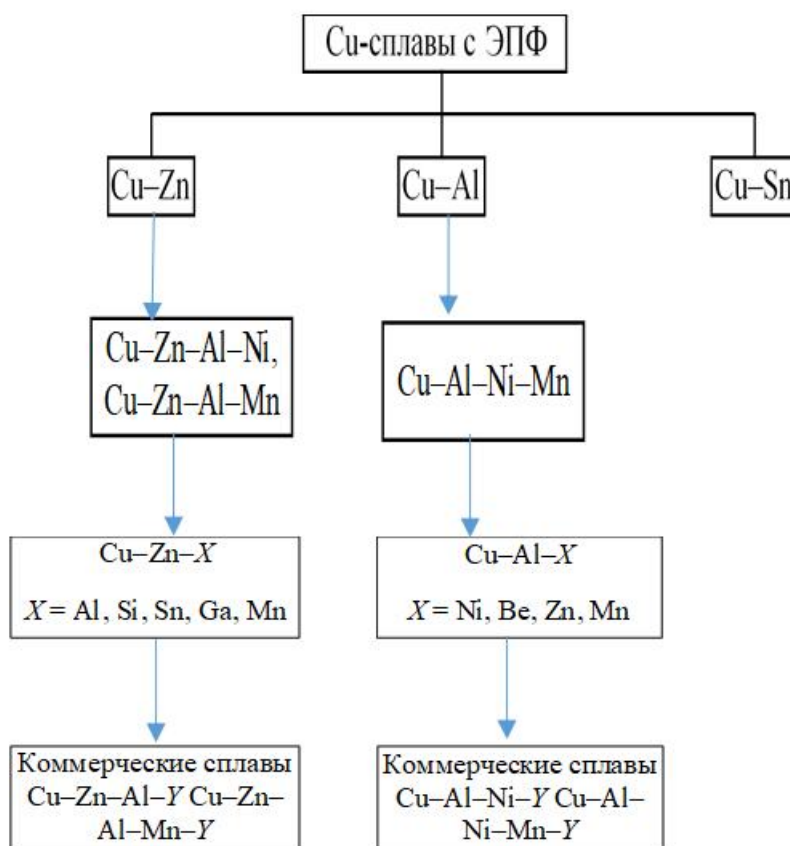 Cu-сплавы с ЭПФ
Cu–Zn
Cu–Al
Cu–Sn
Cu–Zn–Al–Ni,
Cu–Zn–Al–Mn
Cu–Al–Ni–Mn
Cu–Zn–X
X = Al, Si, Sn, Ga, Mn
Cu–Al–X
X = Ni, Be, Zn, Mn
Коммерческие сплавы
Cu–Zn–Al–Y Cu–Zn–
Al–Mn–Y
Коммерческие сплавы
Cu–Al–Ni–Y Cu–Al–
Ni–Mn–Y